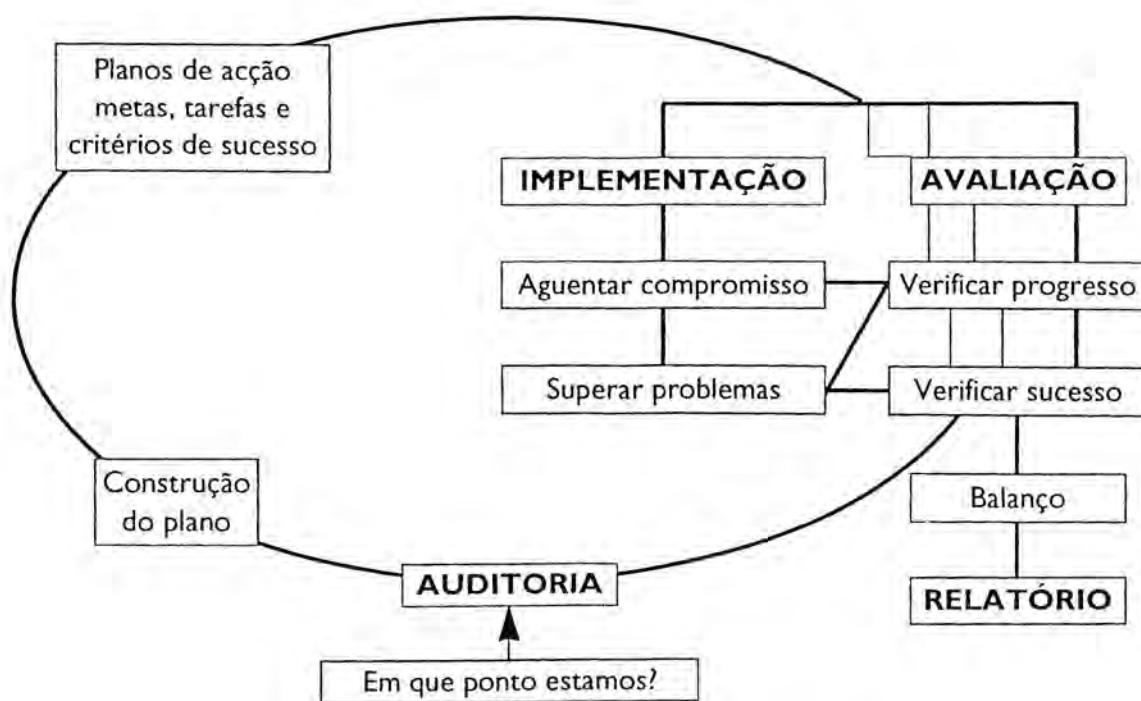 Planos de acção
metas, tarefas e
critérios de sucesso
IMPLEMENTAÇÃO
AVALIAÇÃO
Aguentar compromisso
Verificar progresso
Superar problemas
Verificar sucesso
Construção
do plano
Balanço
AUDITORIA
RELATÓRIO
Em que ponto estamos?